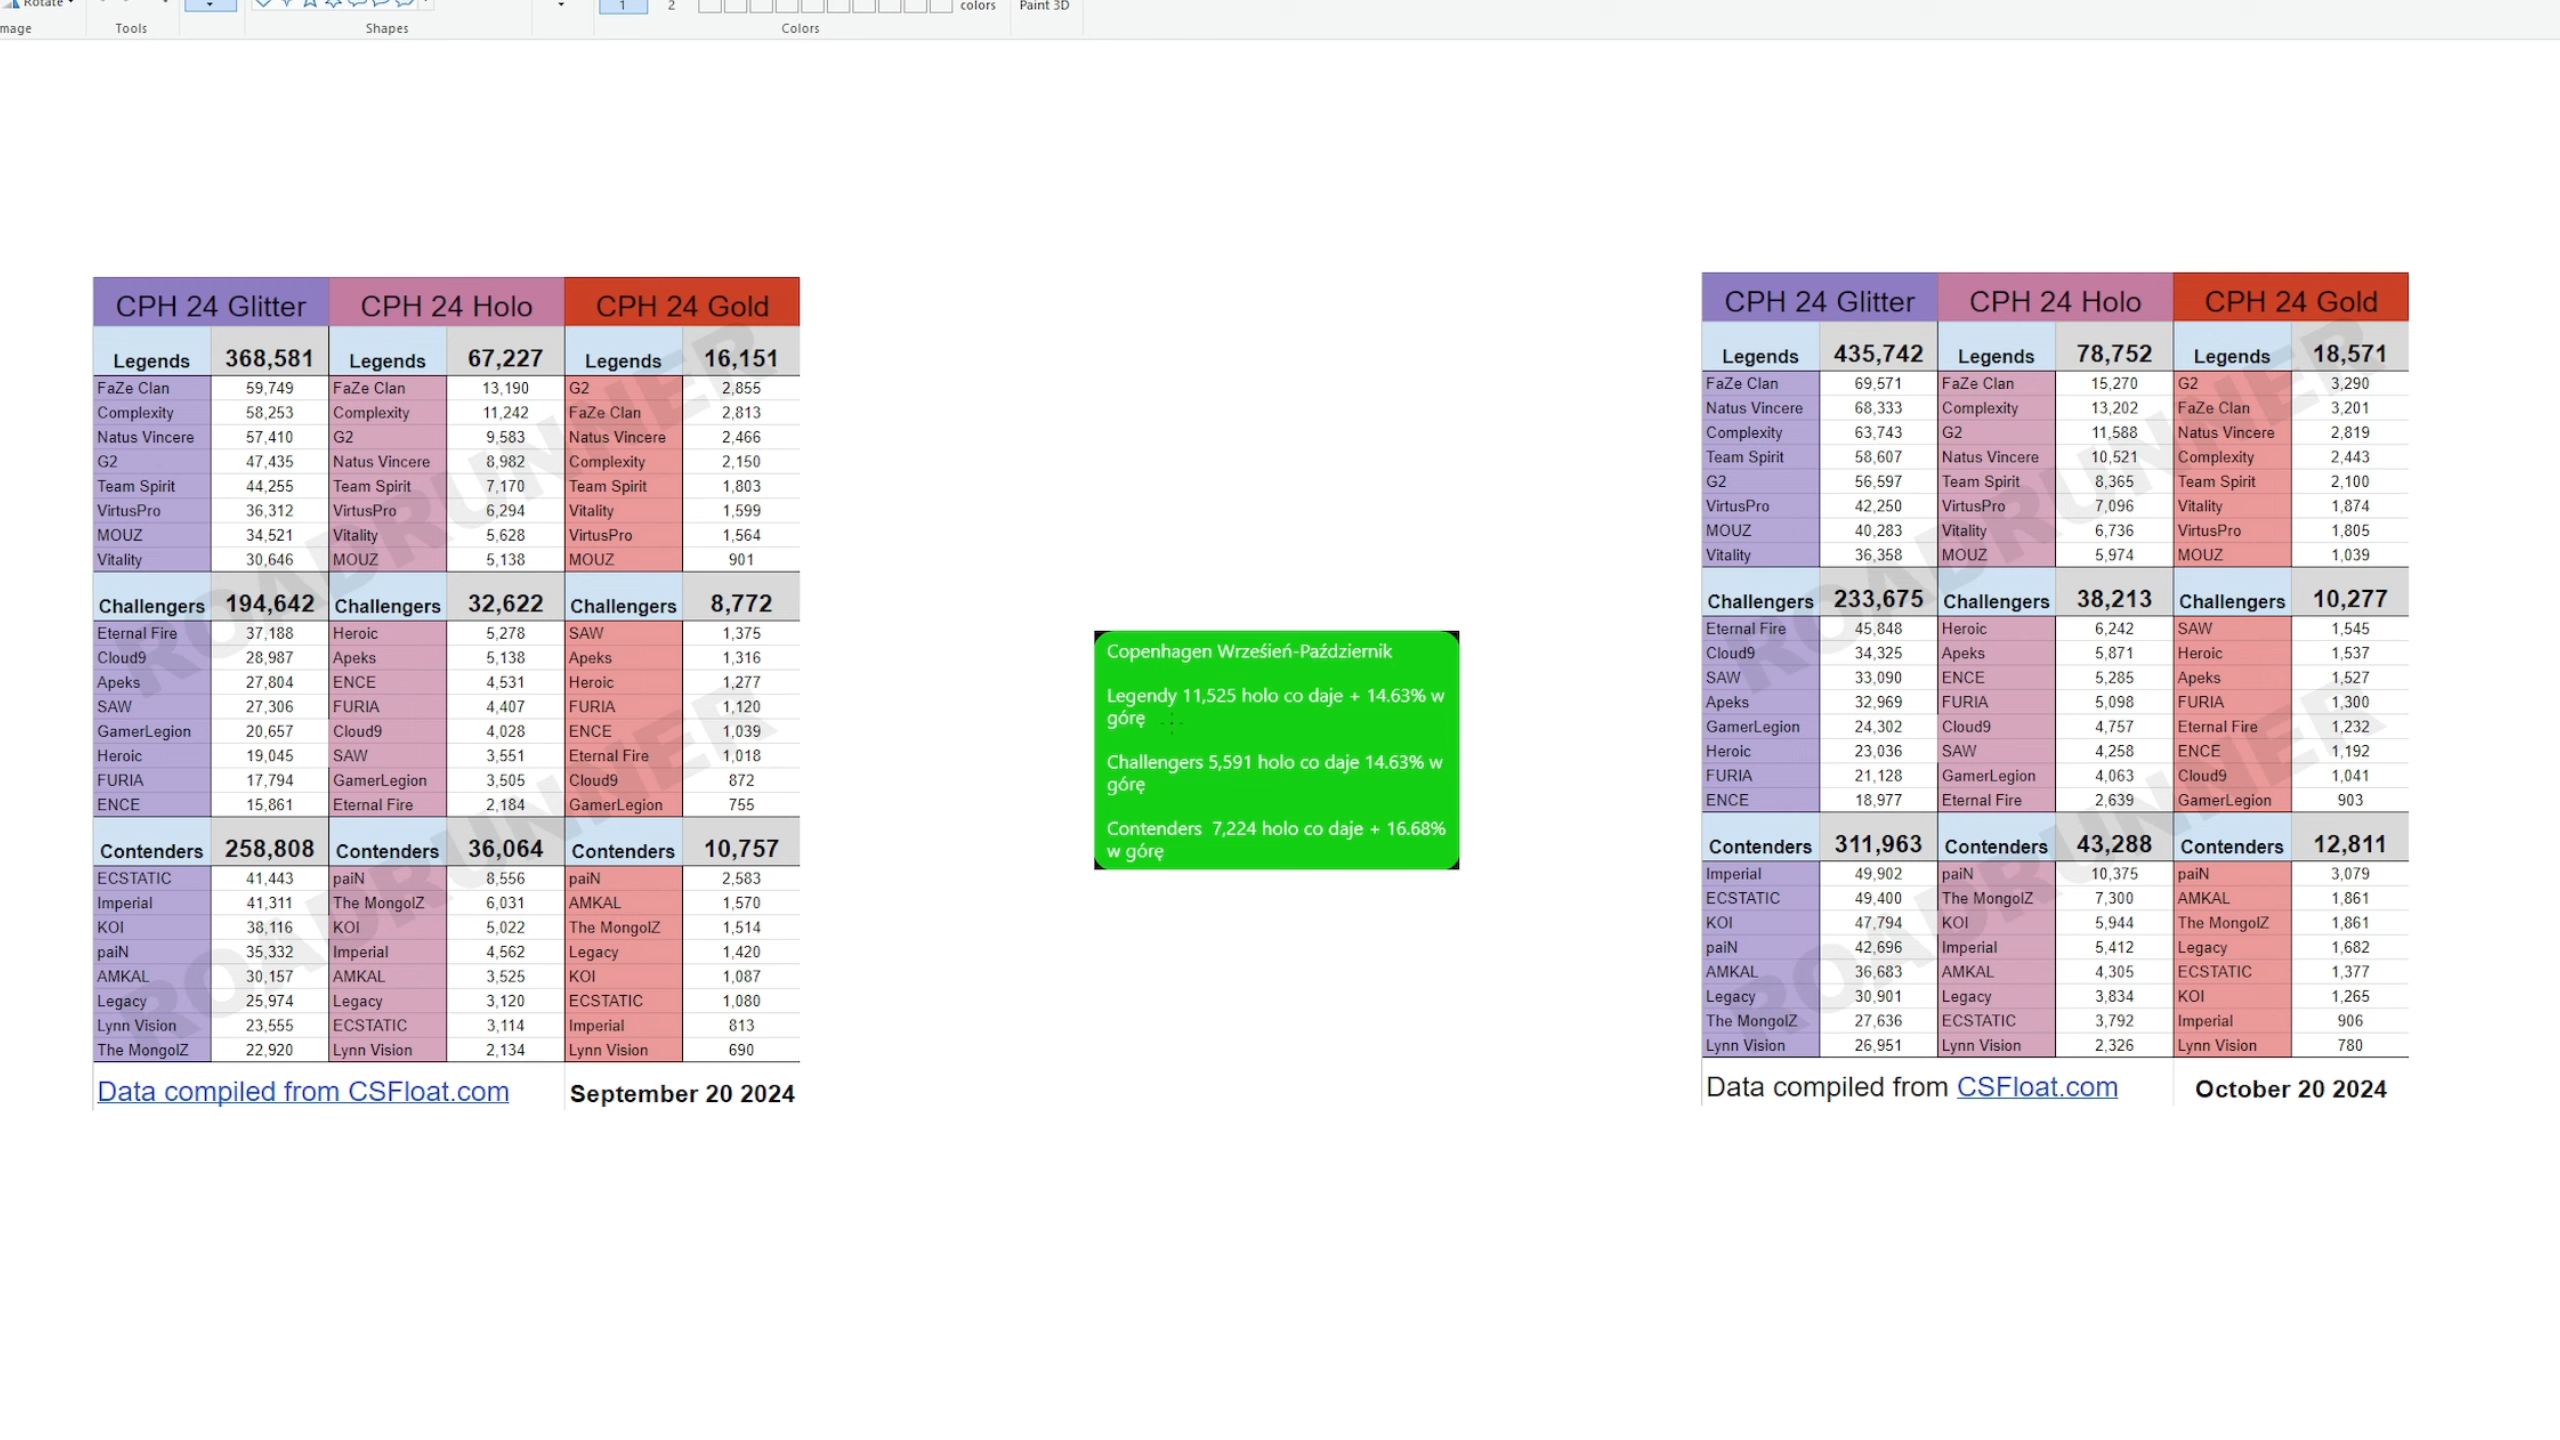 Rotate
mage
Tools
Shapes
1
2
Colors
colors
Paint 3D
CPH 24 Glitter CPH 24 Holo CPH 24 Gold
Legends 368,581 Legends 67,227 Legends 16,151
FaZe Clan 59,749 FaZe Clan 13,190 G2 2,855
Complexity 58,253 Complexity 11,242 FaZe Clan 2,813
Natus Vincere 57,410 G2 9,583 Natus Vincere 2,466
G2 47,435 Natus Vincere 8,982 Complexity 2,150
Team Spirit 44,255 Team Spirit 7,170 Team Spirit 1,803
VirtusPro 36,312 VirtusPro 6,294 Vitality 1,599
MOUZ 34,521 Vitality 5,628 VirtusPro 1,564
Vitality 30,646 MOUZ 5,138 MOUZ 901
Challengers 194,642 Challengers 32,622 Challengers 8,772
Eternal Fire 37,188 Heroic 5,278 SAW 1,375
Cloud9 28,987 Apeks 5,138 Apeks 1,316
Apeks 27,804 ENCE 4,531 Heroic 1,277
SAW 27,306 FURIA 4,407 FURIA 1,120
GamerLegion 20,657 Cloud9 4,028 ENCE 1,039
Heroic 19,045 SAW 3,551 Eternal Fire 1,018
FURIA 17,794 GamerLegion 3,505 Cloud9 872
ENCE 15,861 Eternal Fire 2,184 GamerLegion 755
Contenders 258,808 Contenders 36,064 Contenders 10,757
ECSTATIC 41,443 paiN 8,556 paiN 2,583
Imperial 41,311 The MongolZ 6,031 AMKAL 1,570
KOI 38,116 KOI 5,022 The MongolZ 1,514
paiN 35,332 Imperial 4,562 Legacy 1,420
AMKAL 30,157 AMKAL 3,525 KOI 1,087
Legacy 25,974 Legacy 3,120 ECSTATIC 1,080
Lynn Vision 23,555 ECSTATIC 3,114 Imperial 813
The MongolZ 22,920 Lynn Vision 2,134 Lynn Vision 690
Data compiled from CSFloat.com September 20 2024
ROADRUNNER
ROADRUNNER
Copenhagen Wrześień-Październik
Legendy 11,525 holo co daje + 14.63% w
górę
Challengers 5,591 holo co daje 14.63% w
górę
Contenders 7,224 holo co daje + 16.68%
w górę
CPH 24 Glitter CPH 24 Holo CPH 24 Gold
Legends 435,742 Legends 78,752 Legends 18,571
FaZe Clan 69,571 FaZe Clan 15,270 G2 3,290
Natus Vincere 68,333 Complexity 13,202 FaZe Clan 3,201
Complexity 63,743 G2 11,588 Natus Vincere 2,819
Team Spirit 58,607 Natus Vincere 10,521 Complexity 2,443
G2 56,597 Team Spirit 8,365 Team Spirit 2,100
VirtusPro 42,250 VirtusPro 7,096 Vitality 1,874
MOUZ 40,283 Vitality 6,736 VirtusPro 1,805
Vitality 36,358 MOUZ 5,974 MOUZ 1,039
Challengers 233,675 Challengers 38,213 Challengers 10,277
Eternal Fire 45,848 Heroic 6,242 SAW 1,545
Cloud9 34,325 Apeks 5,871 Heroic 1,537
SAW 33,090 ENCE 5,285 Apeks 1,527
Apeks 32,969 FURIA 5,098 FURIA 1,300
GamerLegion 24,302 Cloud9 4,757 Eternal Fire 1,232
Heroic 23,036 SAW 4,258 ENCE 1,192
FURIA 21,128 GamerLegion 4,063 Cloud9 1,041
ENCE 18,977 Eternal Fire 2,639 GamerLegion 903
Contenders 311,963 Contenders 43,288 Contenders 12,811
Imperial 49,902 paiN 10,375 paiN 3,079
ECSTATIC 49,400 The MongolZ 7,300 AMKAL 1,861
KOI 47,794 KOI 5,944 The MongolZ 1,861
paiN 42,696 Imperial 5,412 Legacy 1,682
AMKAL 36,683 AMKAL 4,305 ECSTATIC 1,377
Legacy 30,901 Legacy 3,834 KOI 1,265
The MongolZ 27,636 ECSTATIC 3,792 Imperial 906
Lynn Vision 26,951 Lynn Vision 2,326 Lynn Vision 780
Data compiled from CSFloat.com October 20 2024
ROADRUNNER
ROADRUNNER